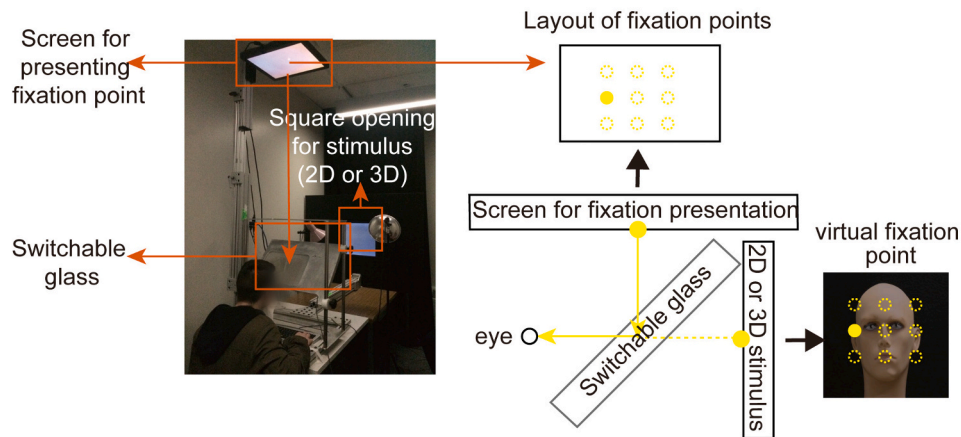 Screen for
presenting
fixation point
Square opening
for stimulus
(2D or 3D)
Switchable
glass
Layout of fixation points
Screen for fixation presentation
Switchable glass
2D or 3D stimulus
eye
virtual fixation
point